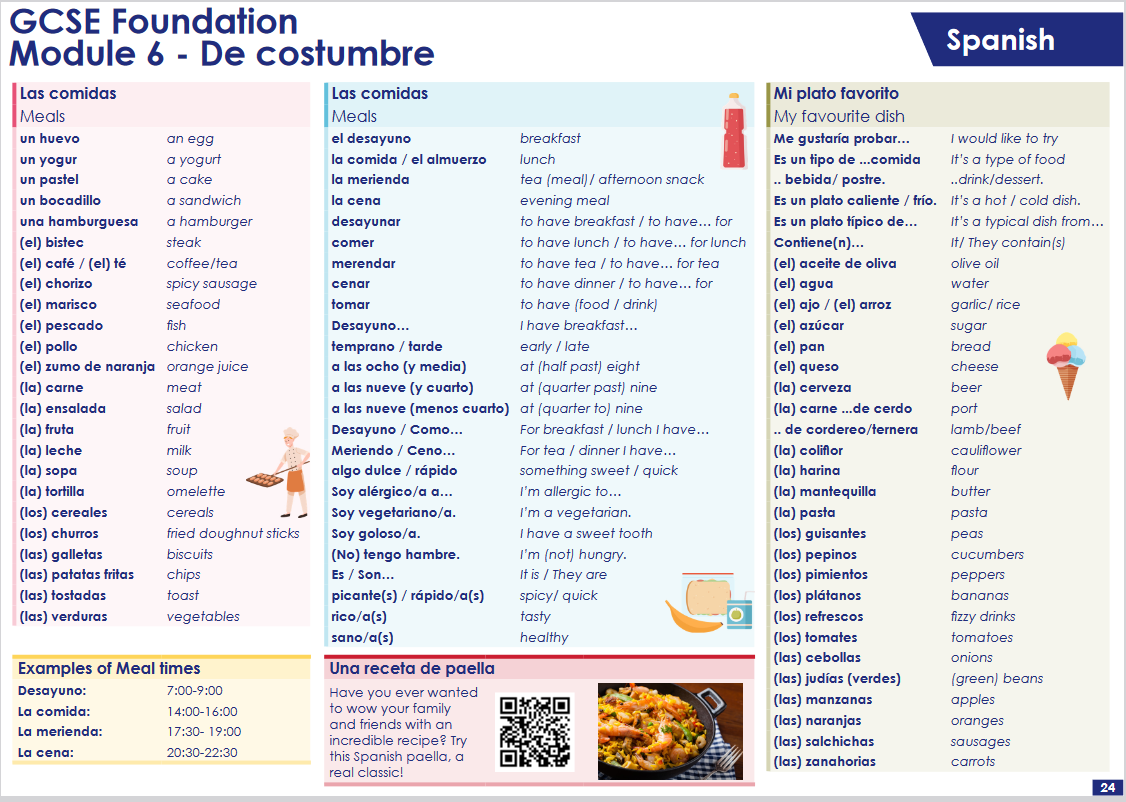 GCSE Foundation
Module 6 - De costumbre
Spanish
Las comidas
Meals
un huevo an egg
un yogur a yogurt
un pastel a cake
un bocadillo a sandwich
una hamburguesa a hamburger
(el) bistec steak
(el) café / (el) té coffee/tea
(el) chorizo spicy sausage
(el) marisco seafood
(el) pescado fish
(el) pollo chicken
(el) zumo de naranja orange juice
(la) carne meat
(la) ensalada salad
(la) fruta fruit
(la) leche milk
(la) sopa soup
(la) tortilla omelette
(los) cereales cereals
(los) churros fried doughnut sticks
(las) galletas biscuits
(las) patatas fritas chips
(las) tostadas toast
(las) verduras vegetables
Examples of Meal times
Desayuno: 7:00-9:00
La comida: 14:00-16:00
La merienda: 17:30- 19:00
La cena: 20:30-22:30
Las comidas
Meals
el desayuno breakfast
la comida / el almuerzo lunch
la merienda tea (meal)/ afternoon snack
la cena evening meal
desayunar to have breakfast / to have… for
comer to have lunch / to have… for lunch
merendar to have tea / to have… for tea
cenar to have dinner / to have… for
tomar to have (food / drink)
Desayuno… I have breakfast…
temprano / tarde early / late
a las ocho (y media) at (half past) eight
a las nueve (y cuarto) at (quarter past) nine
a las nueve (menos cuarto) at (quarter to) nine
Desayuno / Como… For breakfast / lunch I have…
Meriendo / Ceno… For tea / dinner I have…
algo dulce / rápido something sweet / quick
Soy alérgico/a a… I’m allergic to…
Soy vegetariano/a. I’m a vegetarian.
Soy goloso/a. I have a sweet tooth
(No) tengo hambre. I’m (not) hungry.
Es / Son… It is / They are
picante(s) / rápido/a(s) spicy/ quick
rico/a(s) tasty
sano/a(s) healthy
Una receta de paella
Have you ever wanted
to wow your family
and friends with an
incredible recipe? Try
this Spanish paella, a
real classic!
Mi plato favorito
My favourite dish
Me gustaría probar… I would like to try
Es un tipo de ...comida It’s a type of food
.. bebida/ postre. ..drink/dessert.
Es un plato caliente / frío. It’s a hot / cold dish.
Es un plato típico de… It’s a typical dish from…
Contiene(n)… It/ They contain(s)
(el) aceite de oliva olive oil
(el) agua water
(el) ajo / (el) arroz garlic/ rice
(el) azúcar sugar
(el) pan bread
(el) queso cheese
(la) cerveza beer
(la) carne ...de cerdo port
.. de cordereo/ternera lamb/beef
(la) coliflor cauliflower
(la) harina flour
(la) mantequilla butter
(la) pasta pasta
(los) guisantes peas
(los) pepinos cucumbers
(los) pimientos peppers
(los) plátanos bananas
(los) refrescos fizzy drinks
(los) tomates tomatoes
(las) cebollas onions
(las) judías (verdes) (green) beans
(las) manzanas apples
(las) naranjas oranges
(las) salchichas sausages
(las) zanahorias carrots
24